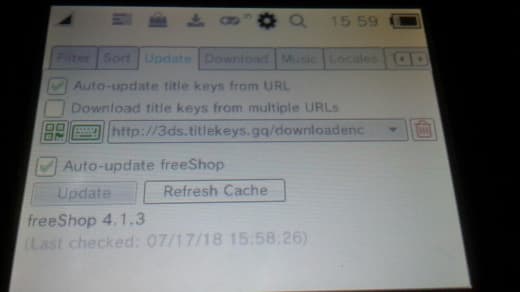 15 59
Filter Sort Update Download Music Locales
Auto-update title keys from URL
Download title keys from multiple URLs
http://3ds.titlekeys.gq/downloadenc
Auto-update freeShop
Update Refresh Cache
freeShop 4.1.3
(Last checked: 07/17/18 15:58:26)